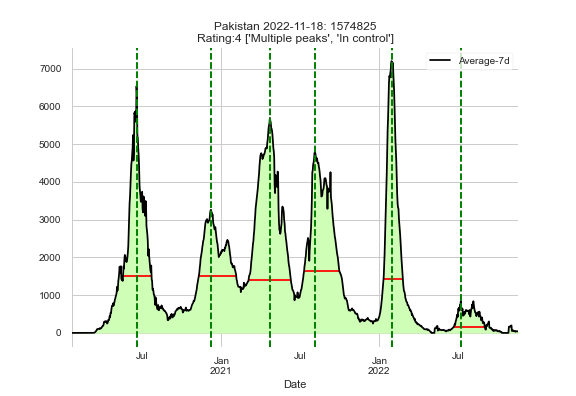 Pakistan 2022-11-18: 1574825
Rating:4 ['Multiple peaks', 'In control']
Average-7d
7000
6000
5000
4000
3000
2000
1000
0
Jul
Jan
2021
Jul
Jan
2022
Jul
Date